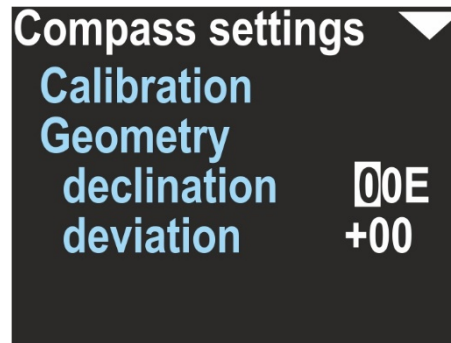 Compass settings
Calibration
Geometry
declination 00E
deviation +00